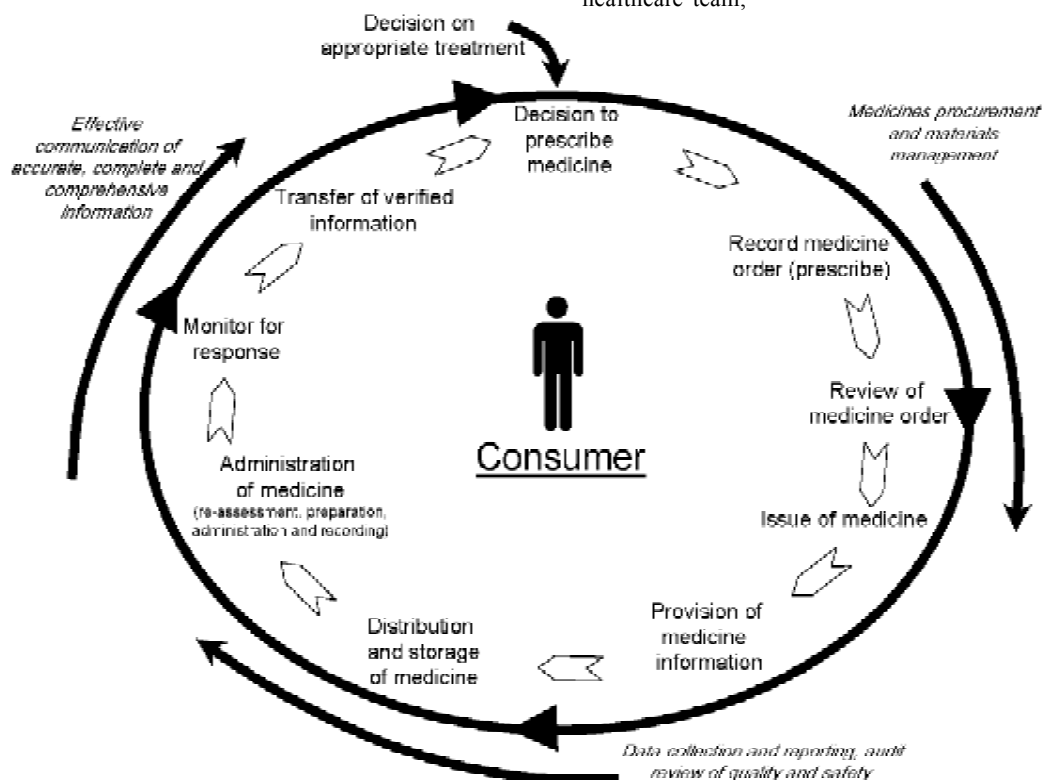 healthcare team,
Decision on
appropriate treatment
Decision to
prescribe
medicine
Medicines procurement
and materials
management
Effective
communication of
accurate, complete and
comprehensive
information
Transfer of verified
information
Record medicine
order (prescribe)
Monitor for
response
Review of
medicine order
Consumer
Administration
of medicine
(re-assessment, preparation,
administration and recording)
Issue of medicine
Provision of
medicine
information
Distribution
and storage
of medicine
Data collection and reporting, audit
review of quality and safety